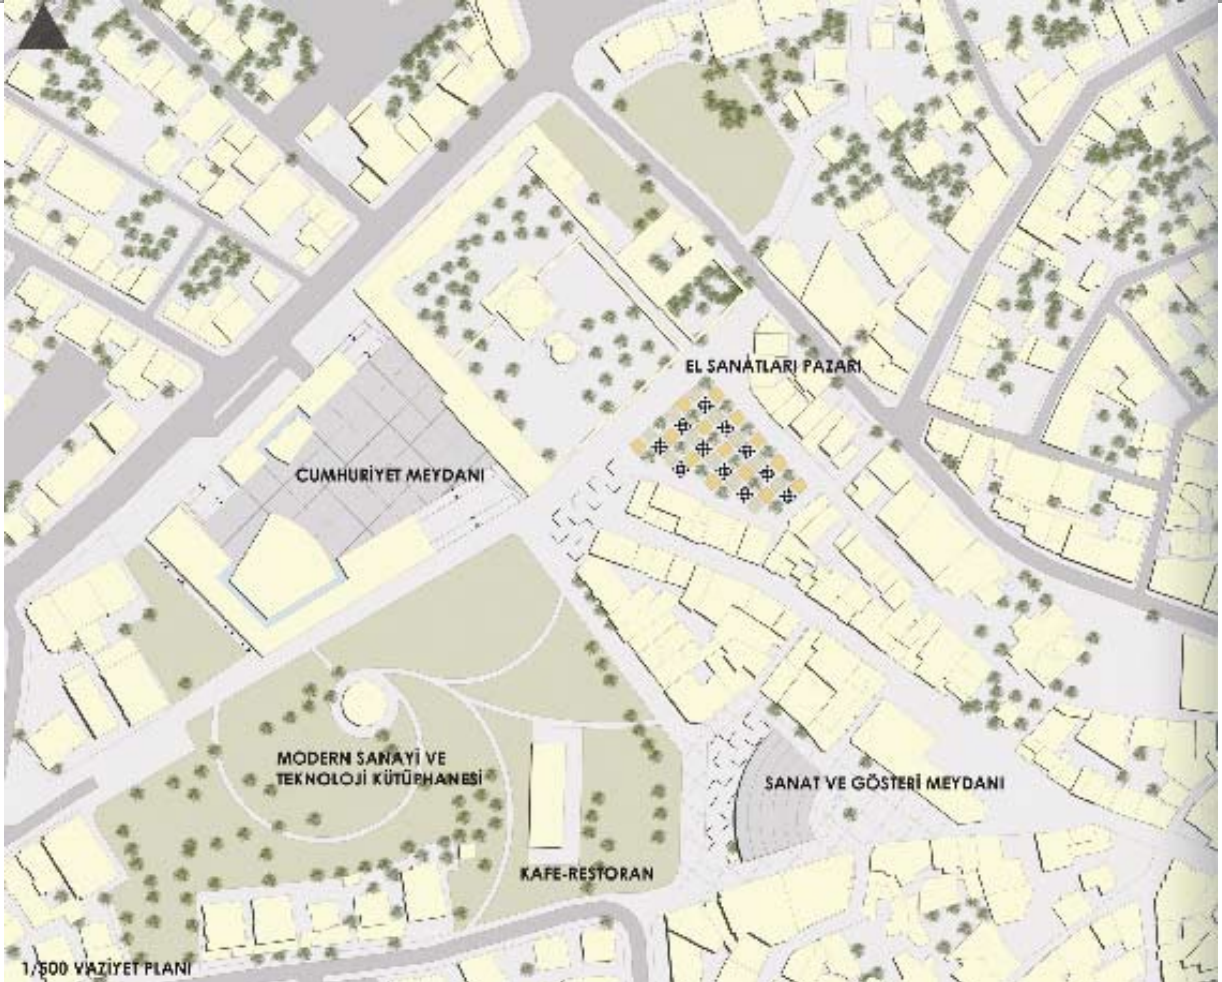 EL SANATLARI PAZARI
CUMHURİYET MEYDANI
MODERN SANAYİ VE
TEKNOLOJİ KÜTÜPHANESİ
SANAT VE GÖSTERİ MEYDANI
KAFE-RESTORAN
1/500 VAZİYET PLANI